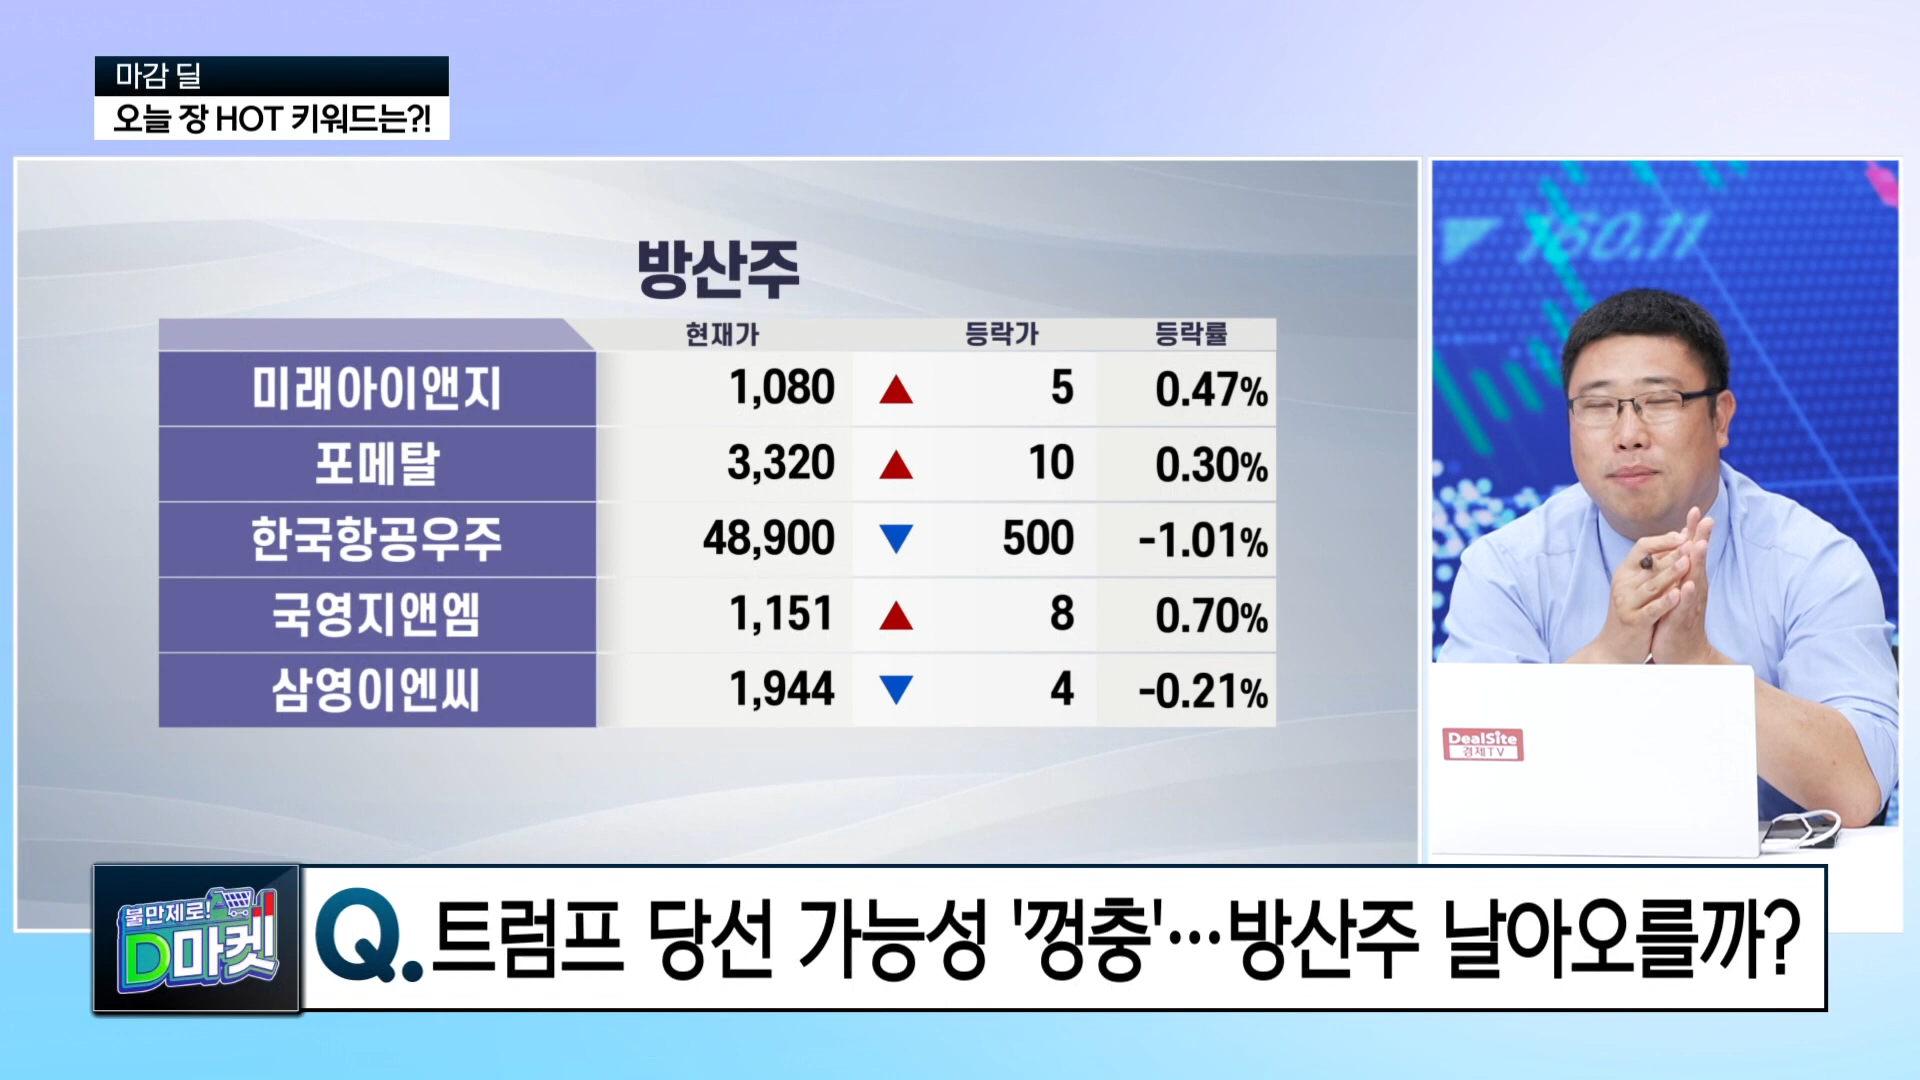 마감 딜
오늘 장 HOT 키워드는?!
160.11
방산주
현재가 등락가 등락률
미래아이앤지 1,080 ▲ 5 0.47%
포메탈 3,320 ▲ 10 0.30%
한국항공우주 48,900 ▼ 500 -1.01%
국영지앤엠 1,151 ▲ 8 0.70%
삼영이엔씨 1,944 ▼ 4 -0.21%
DealSite
경제TV
불만제로!
D마켓
Q.트럼프 당선 가능성 '껑충'…방산주 날아오를까?